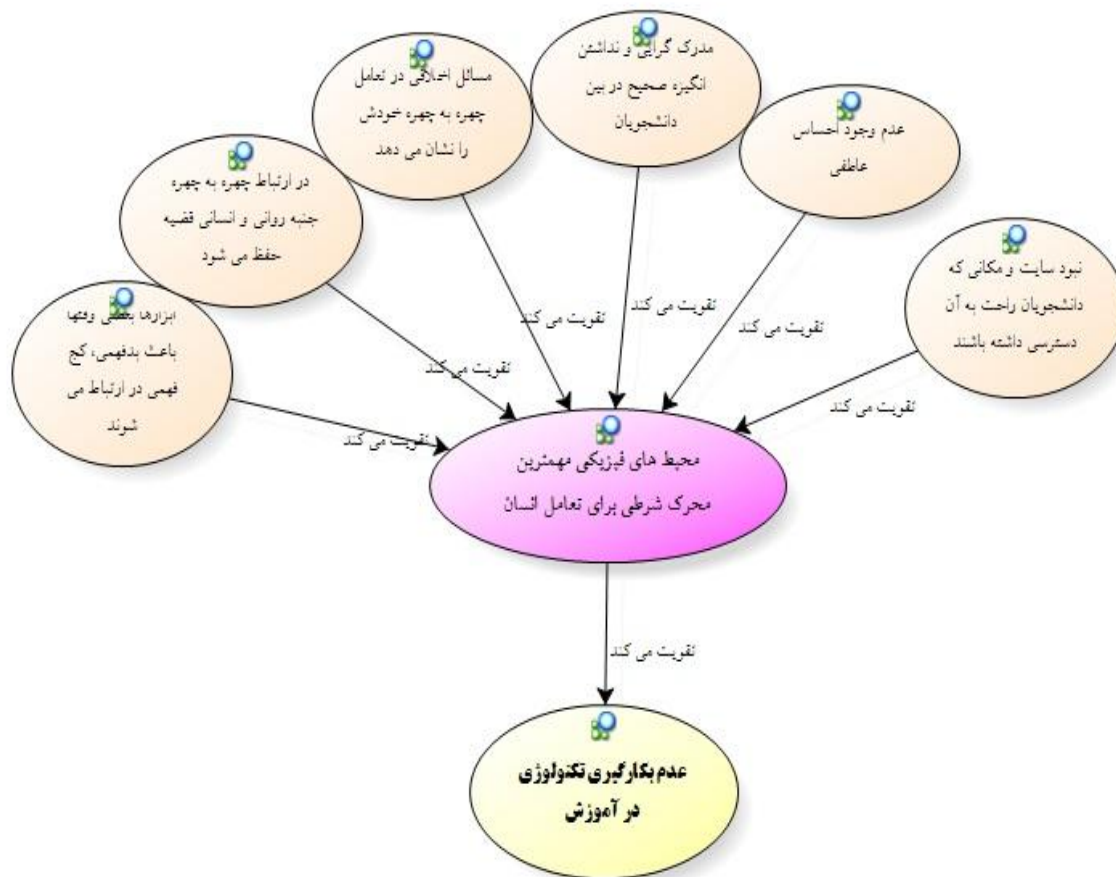 مدرک گرایی و نداشتن
انگیزه صحیح در بین
دانشجویان
مسائل اخلاقی در تعامل
چهره به چهره خودش
را نشان می دهد
عدم وجود احساس
عاطفی
در ارتباط چهره به چهره
جنبه روانی و انسانی قضیه
حفظ می شود
نبود سایت و مکانی که
دانشجویان راحت به آن
دسترسی داشته باشند
ابزارها بعضی وقتها
باعث بدفهمی، کج
فهمی در ارتباط می
شوند
تقویت می کند
تقویت می کند
تقویت می کند
تقویت می کند
تقویت می کند
تقویت می کند
محیط های فیزیکی مهمترین
محرک شرطی برای تعامل انسان
تقویت می کند
عدم بکارگیری تکنولوژی
در آموزش